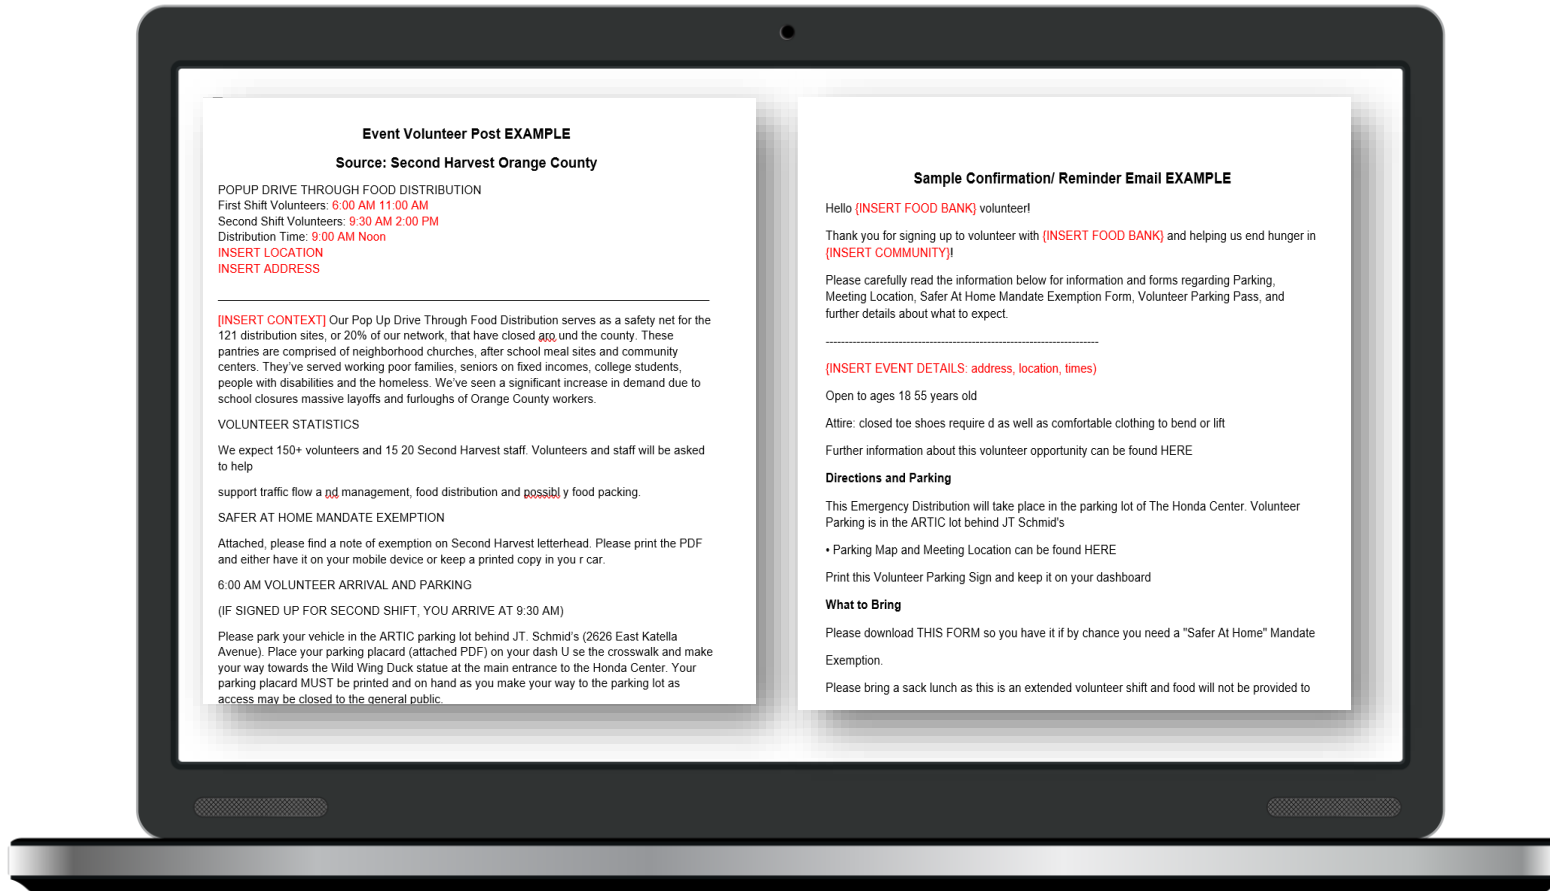 Event Volunteer Post EXAMPLE
Source: Second Harvest Orange County
POPUP DRIVE THROUGH FOOD DISTRIBUTION
First Shift Volunteers: 6:00 AM 11:00 AM
Second Shift Volunteers: 9:30 AM 2:00 PM
Distribution Time: 9:00 AM Noon
INSERT LOCATION
INSERT ADDRESS
[INSERT CONTEXT] Our Pop Up Drive Through Food Distribution serves as a safety net for the
121 distribution sites, or 20% of our network, that have closed aro und the county. These
pantries are comprised of neighborhood churches, after school meal sites and community
centers. They've served working poor families, seniors on fixed incomes, college students,
people with disabilities and the homeless. We've seen a significant increase in demand due to
school closures massive layoffs and furloughs of Orange County workers.
VOLUNTEER STATISTICS
We expect 150+ volunteers and 15 20 Second Harvest staff. Volunteers and staff will be asked
to help
support traffic flow a nd management, food distribution and possibl y food packing.
SAFER AT HOME MANDATE EXEMPTION
Attached, please find a note of exemption on Second Harvest letterhead. Please print the PDF
and either have it on your mobile device or keep a printed copy in you r car.
6:00 AM VOLUNTEER ARRIVAL AND PARKING
(IF SIGNED UP FOR SECOND SHIFT, YOU ARRIVE AT 9:30 AM)
Please park your vehicle in the ARTIC parking lot behind JT. Schmid's (2626 East Katella
Avenue). Place your parking placard (attached PDF) on your dash U se the crosswalk and make
your way towards the Wild Wing Duck statue at the main entrance to the Honda Center. Your
parking placard MUST be printed and on hand as you make your way to the parking lot as
access may be closed to the general public.
Sample Confirmation/ Reminder Email EXAMPLE
Hello {INSERT FOOD BANK} volunteer!
Thank you for signing up to volunteer with {INSERT FOOD BANK} and helping us end hunger in
{INSERT COMMUNITY}!
Please carefully read the information below for information and forms regarding Parking,
Meeting Location, Safer At Home Mandate Exemption Form, Volunteer Parking Pass, and
further details about what to expect.
----------------------------------------------------------------------
{INSERT EVENT DETAILS: address, location, times)
Open to ages 18 55 years old
Attire: closed toe shoes require d as well as comfortable clothing to bend or lift
Further information about this volunteer opportunity can be found HERE
Directions and Parking
This Emergency Distribution will take place in the parking lot of The Honda Center. Volunteer
Parking is in the ARTIC lot behind JT Schmid's
• Parking Map and Meeting Location can be found HERE
Print this Volunteer Parking Sign and keep it on your dashboard
What to Bring
Please download THIS FORM so you have it if by chance you need a "Safer At Home" Mandate
Exemption.
Please bring a sack lunch as this is an extended volunteer shift and food will not be provided to